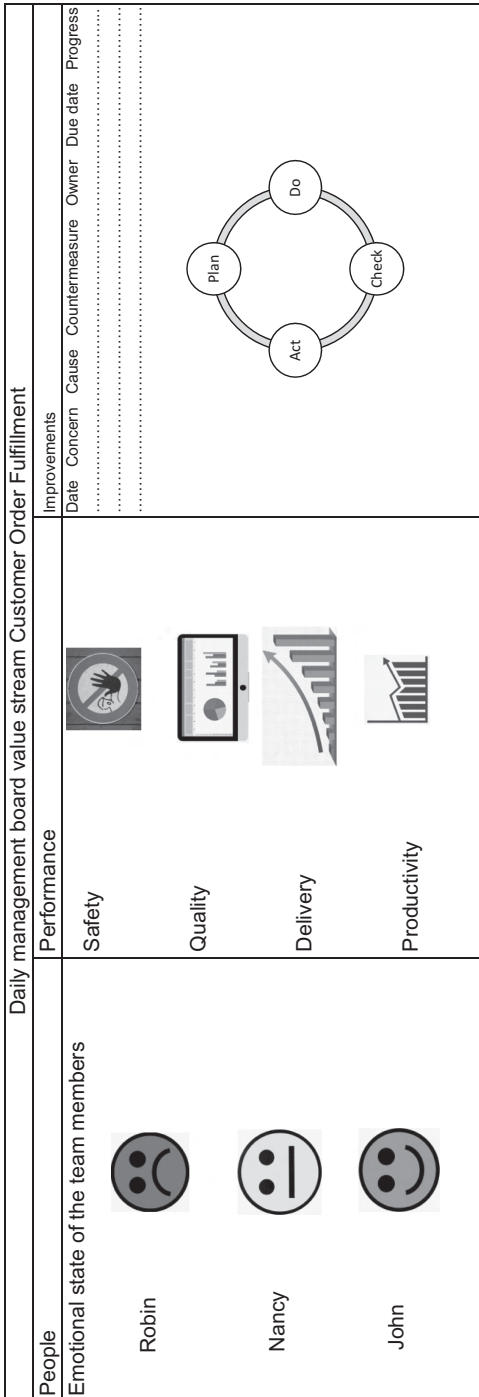 Daily management board value stream Customer Order Fulfillment
People
Performance
Improvements
Emotional state of the team members
Robin
Nancy
John
Safety
Quality
Delivery
Productivity
Date Concern Cause Countermeasure Owner Due date Progress
Plan
Do
Check
Act